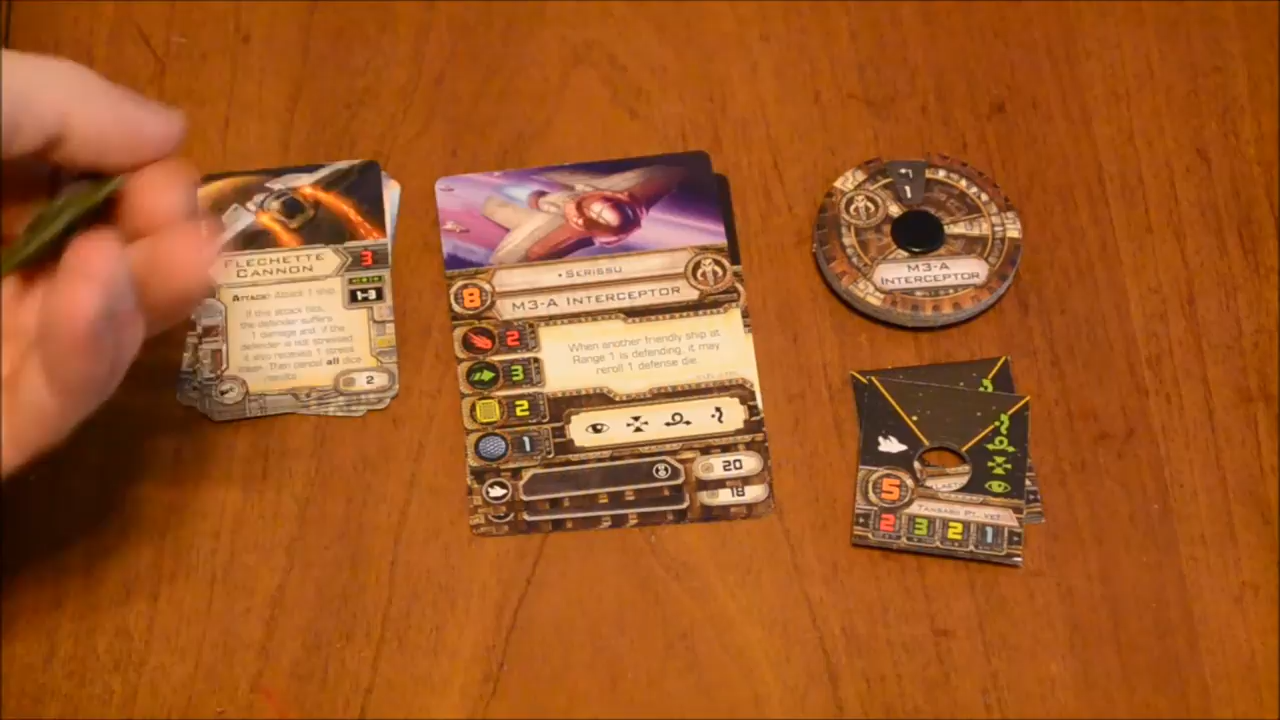 FLECHETTE
CANNON
3
1-3
ATTACK: Attack 1 ship.
If this attack hits,
the defender suffers
1 damage and, if the
defender is not stressed
it also receives 1 stress
token. Then cancel all dice
results.
2
• SERISSU
8
M3-A INTERCEPTOR
2
3
2
1
When another friendly ship at
Range 1 is defending, it may
reroll 1 defense die.
20
18
1
M3-A
INTERCEPTOR
5
2
3
2
1